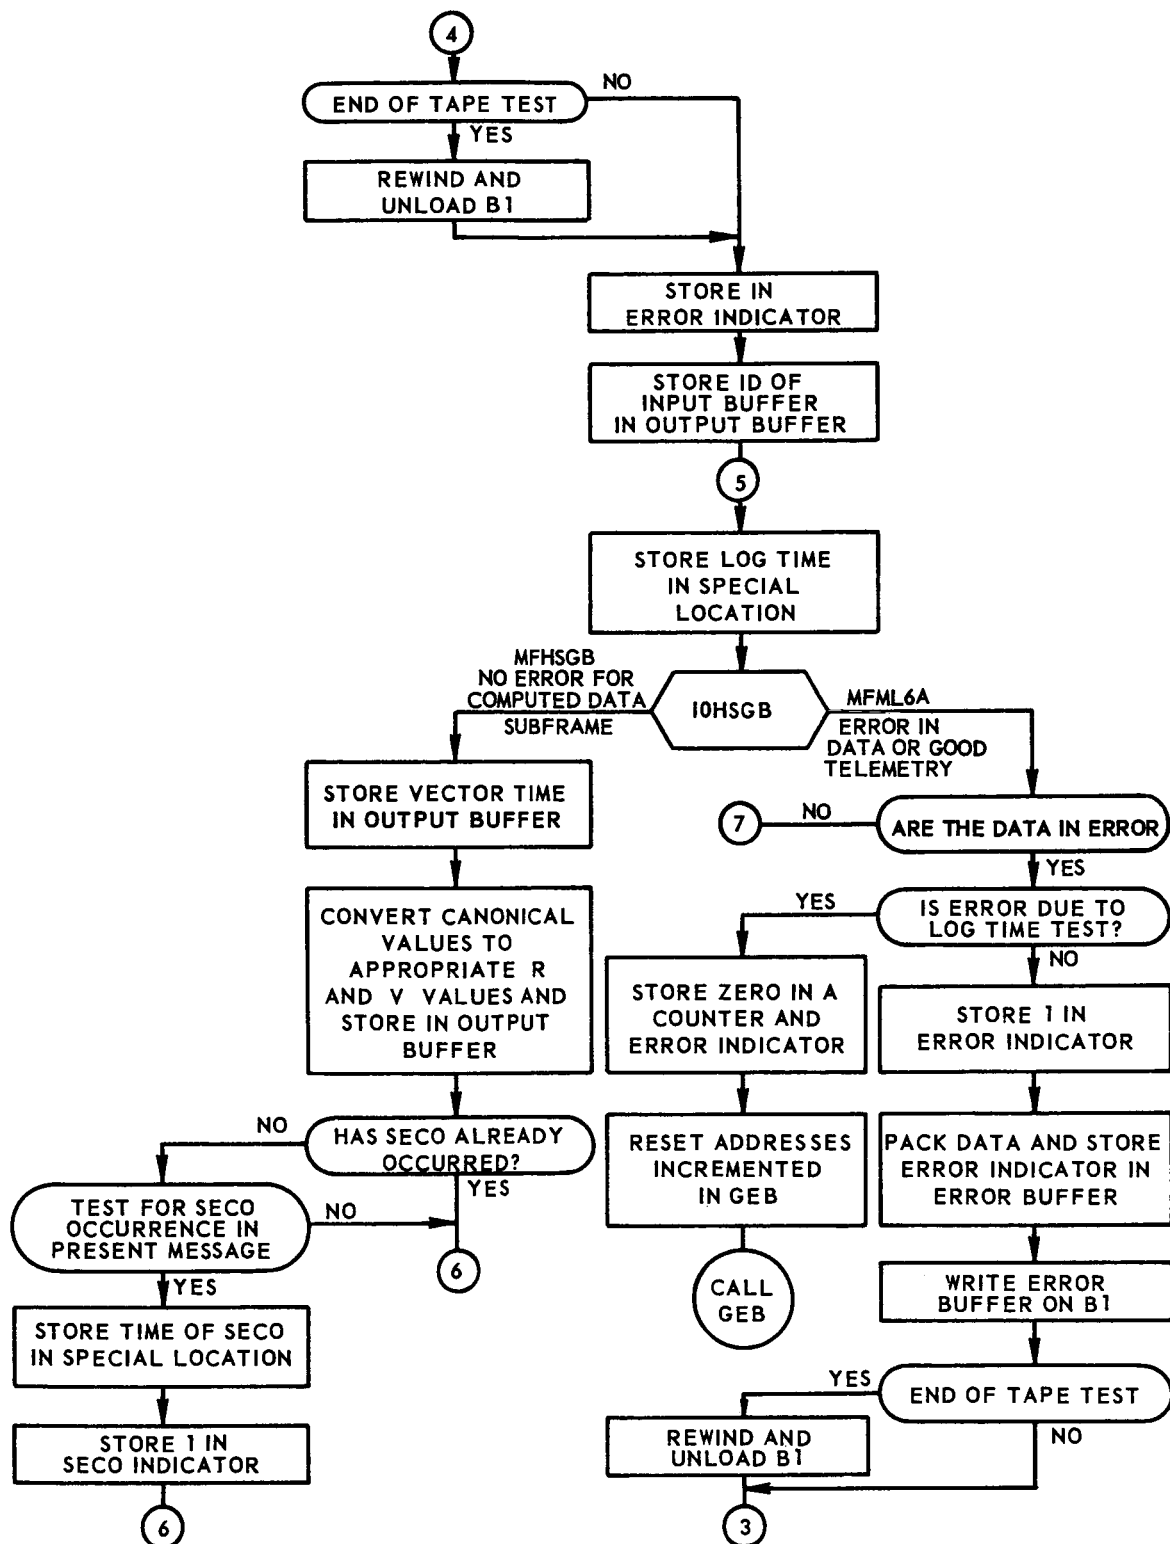 4
END OF TAPE TEST
NO
YES
REWIND AND
UNLOAD B1
STORE IN
ERROR INDICATOR
STORE ID OF
INPUT BUFFER
IN OUTPUT BUFFER
5
STORE LOG TIME
IN SPECIAL
LOCATION
MFHSGB
NO ERROR FOR
COMPUTED DATA
SUBFRAME
I0HSGB
MFML6A
ERROR IN
DATA OR GOOD
TELEMETRY
STORE VECTOR TIME
IN OUTPUT BUFFER
7
NO
ARE THE DATA IN ERROR
YES
CONVERT CANONICAL
VALUES TO
APPROPRIATE R
AND V VALUES AND
STORE IN OUTPUT
BUFFER
YES
IS ERROR DUE TO
LOG TIME TEST?
NO
STORE ZERO IN A
COUNTER AND
ERROR INDICATOR
STORE 1 IN
ERROR INDICATOR
NO
HAS SECO ALREADY
OCCURRED?
YES
RESET ADDRESSES
INCREMENTED
IN GEB
PACK DATA AND STORE
ERROR INDICATOR IN
ERROR BUFFER
TEST FOR SECO
OCCURRENCE IN
PRESENT MESSAGE
NO
YES
6
CALL
GEB
WRITE ERROR
BUFFER ON B1
STORE TIME OF SECO
IN SPECIAL LOCATION
YES
END OF TAPE TEST
NO
STORE 1 IN
SECO INDICATOR
REWIND AND
UNLOAD B1
6
3